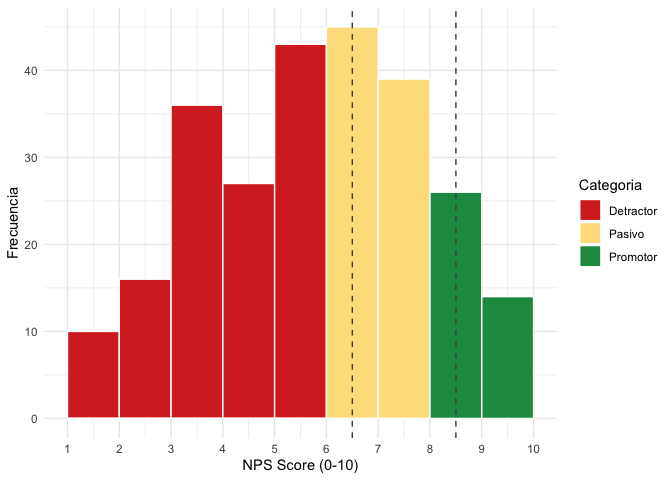 Frecuencia
40
30
20
10
0
1 2 3 4 5 6 7 8 9 10
NPS Score (0-10)
Categoria
Detractor
Pasivo
Promotor